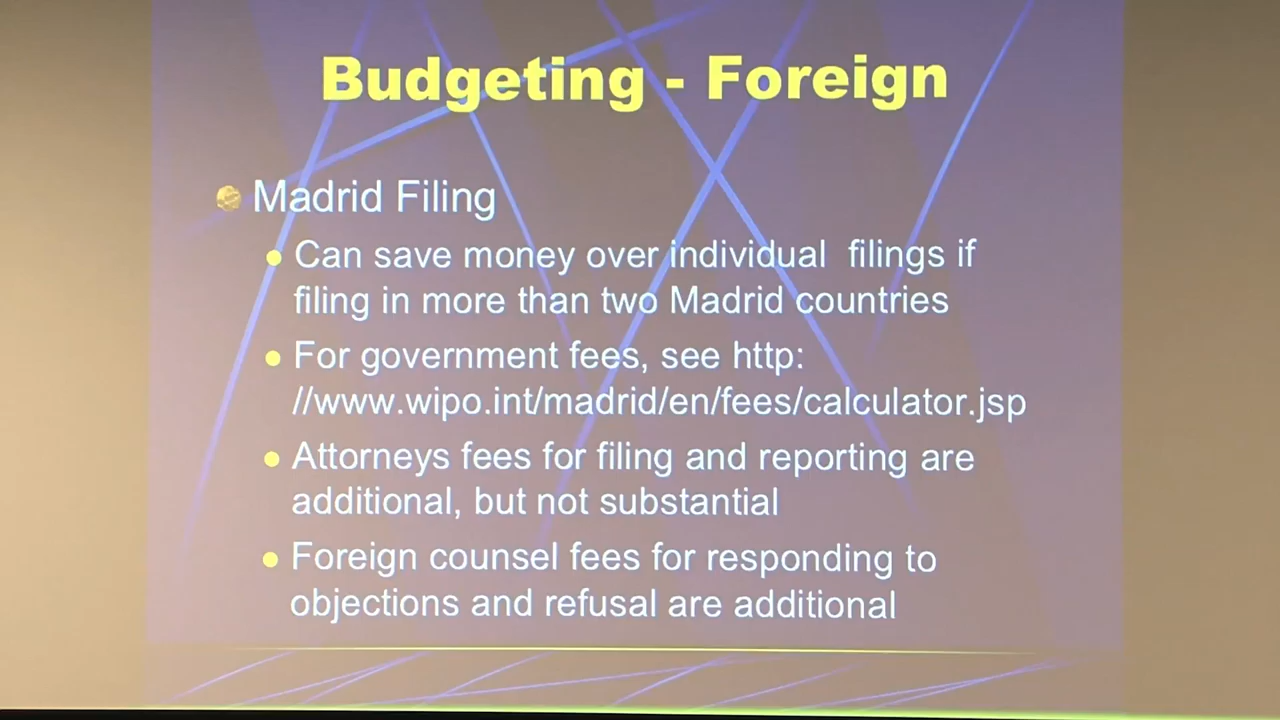 Budgeting - Foreign
Madrid Filing
Can save money over individual filings if
filing in more than two Madrid countries
For government fees, see http:
//www.wipo.int/madrid/en/fees/calculator.jsp
Attorneys fees for filing and reporting are
additional, but not substantial
Foreign counsel fees for responding to
objections and refusal are additional